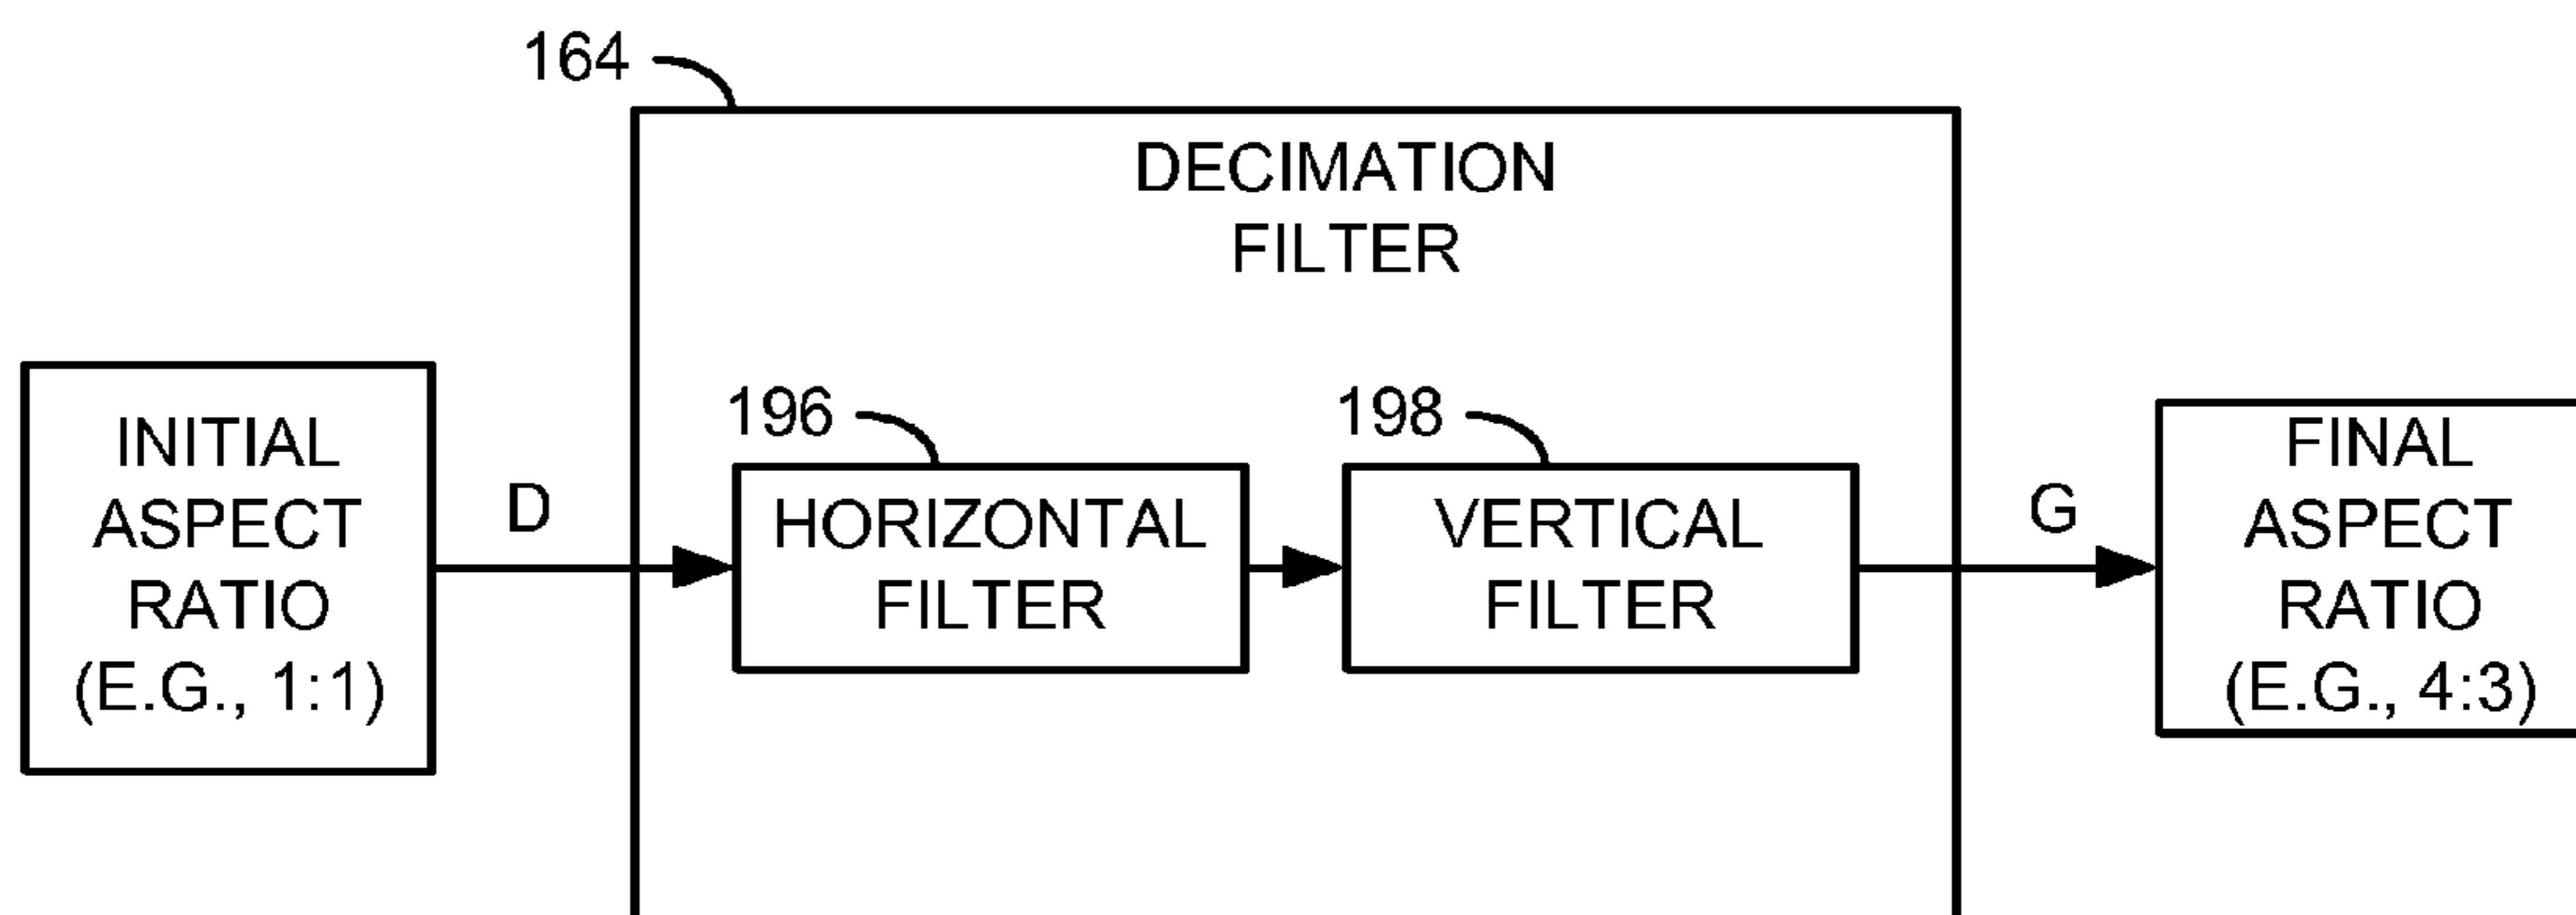 164
DECIMATION
FILTER
196
198
INITIAL
ASPECT
RATIO
(E.G., 1:1)
D
HORIZONTAL
FILTER
VERTICAL
FILTER
G
FINAL
ASPECT
RATIO
(E.G., 4:3)